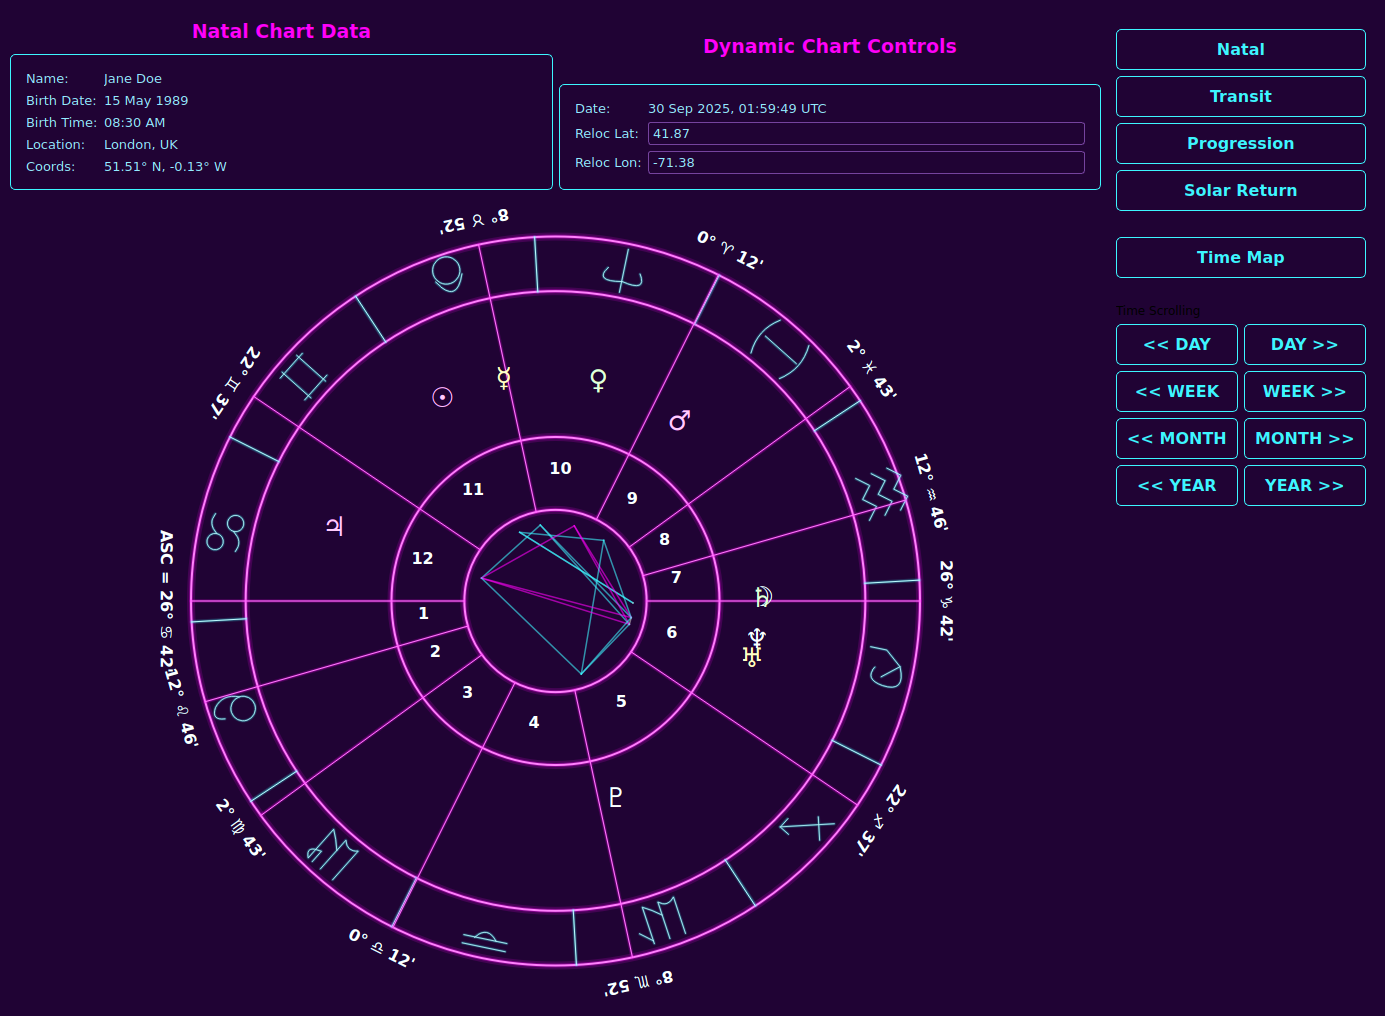 Natal Chart Data
Name: Jane Doe
Birth Date: 15 May 1989
Birth Time: 08:30 AM
Location: London, UK
Coords: 51.51° N, -0.13° W
Dynamic Chart Controls
Date: 30 Sep 2025, 01:59:49 UTC
Reloc Lat: 41.87
Reloc Lon: -71.38
Natal
Transit
Progression
Solar Return
Time Map
Time Scrolling
<< DAY DAY >>
<< WEEK WEEK >>
<< MONTH MONTH >>
<< YEAR YEAR >>
8° ♉ 52'
0° ♈ 12'
2° ♓ 43'
12° ♒ 46'
26° ♑ 42'
22° ♐ 37'
8° ♏ 52'
0° ♎ 12'
2° ♍ 43'
12° ♌ 46'
ASC = 26° ♋ 42'
22° ♊ 37'
☉
☿
♀
♂
♃
♄
☽
♆
♅
♇
10
11
9
12
8
7
1
6
2
3
5
4